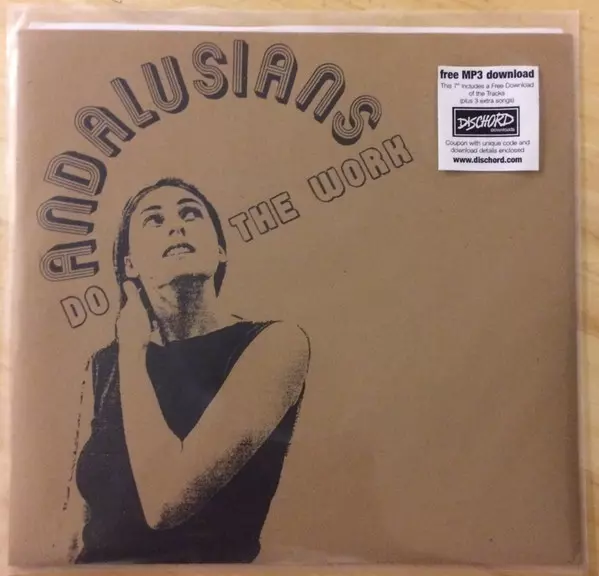 ANDALUSIANS
DO THE WORK
free MP3 download
This 7" includes a Free Download
of the Tracks
(plus 3 extra songs)
DISCHORD
downloads
Coupon with unique code and
download details enclosed
www.dischord.com